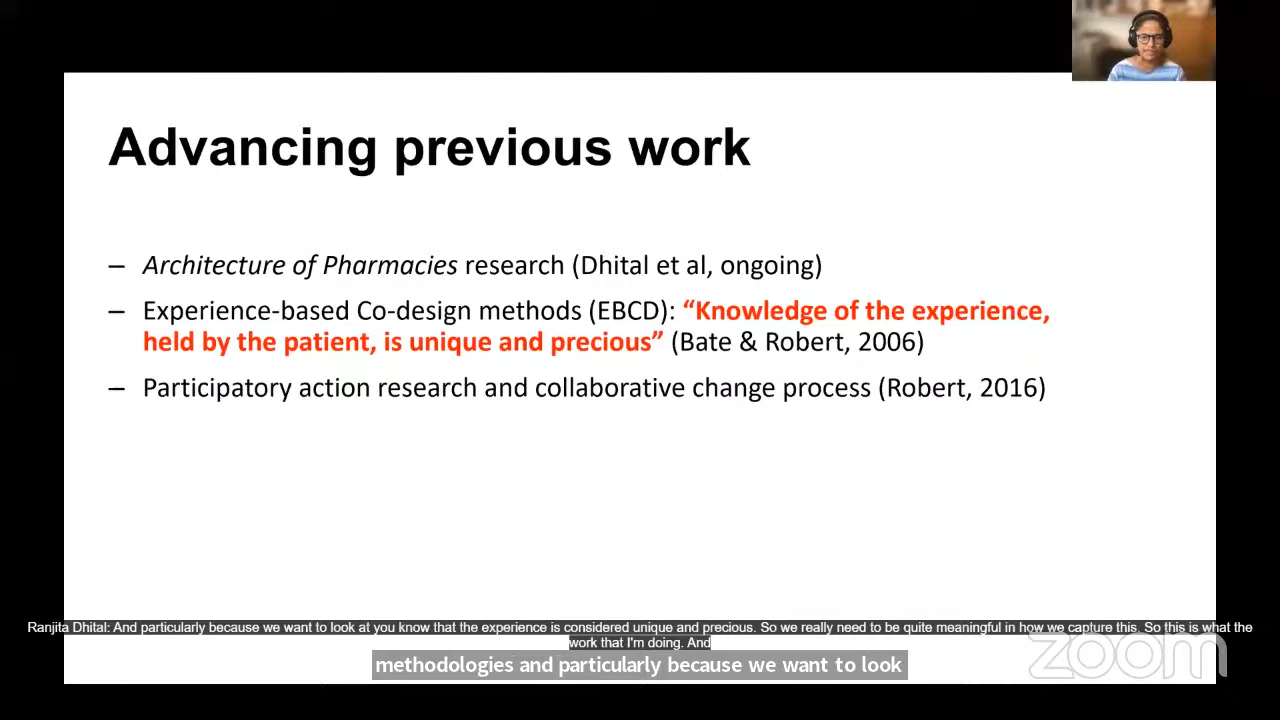 Advancing previous work
– Architecture of Pharmacies research (Dhital et al, ongoing)
– Experience-based Co-design methods (EBCD): “Knowledge of the experience,
held by the patient, is unique and precious” (Bate & Robert, 2006)
– Participatory action research and collaborative change process (Robert, 2016)
Ranjita Dhital: And particularly because we want to look at you know that the experience is considered unique and precious. So we really need to be quite meaningful in how we capture this. So this is what the
work that I'm doing. And
methodologies and particularly because we want to look
zoom